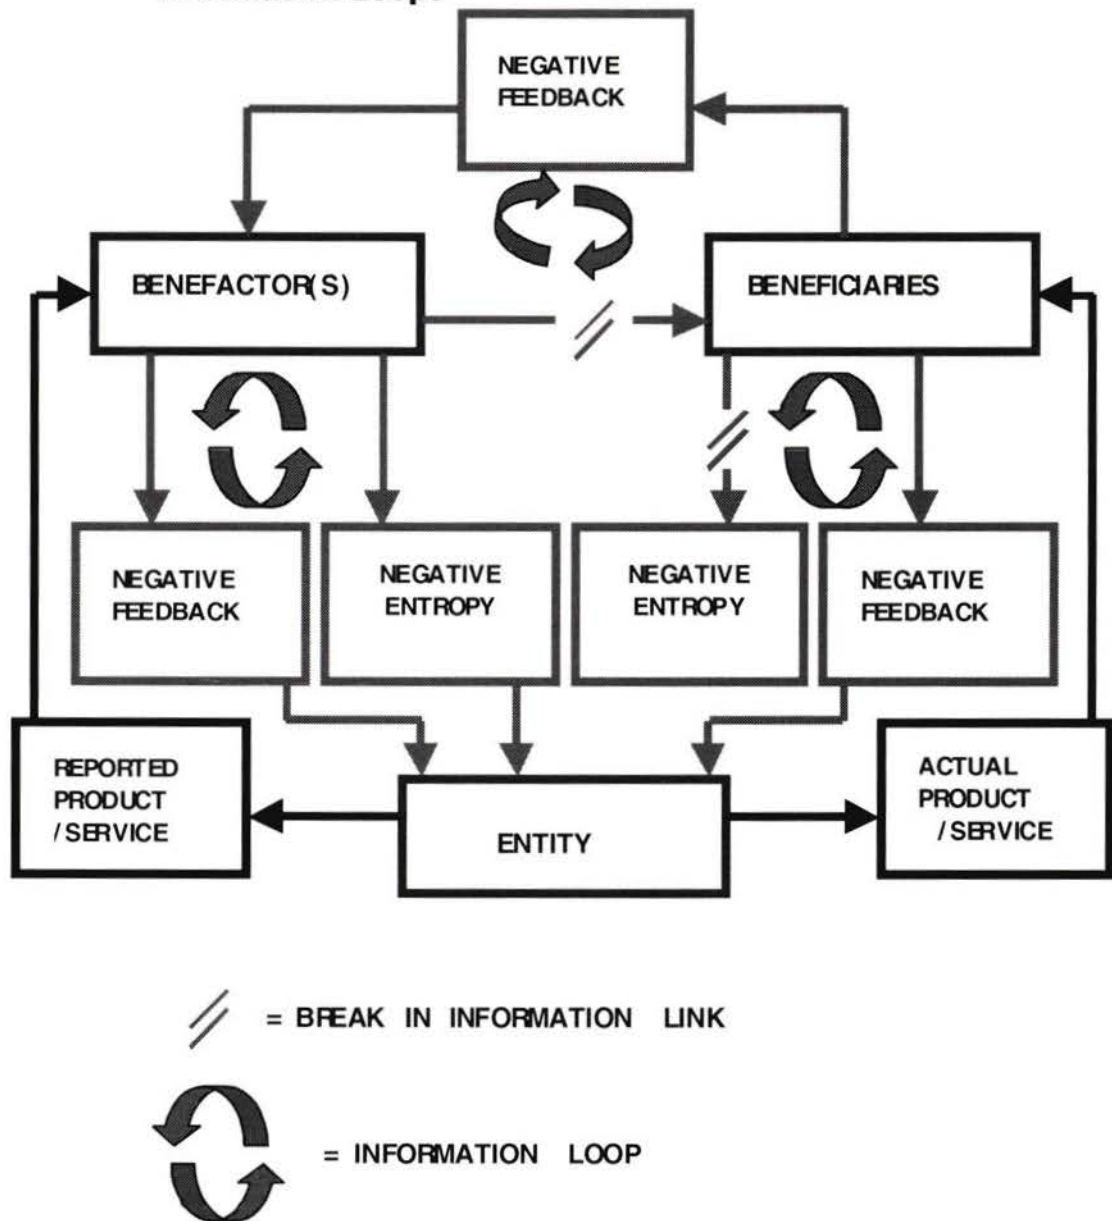 NEGATIVE
FEEDBACK
BENEFACTOR(S)
BENEFICIARIES
NEGATIVE
FEEDBACK
NEGATIVE
ENTROPY
NEGATIVE
ENTROPY
NEGATIVE
FEEDBACK
REPORTED
PRODUCT
/SERVICE
ENTITY
ACTUAL
PRODUCT
/SERVICE
= BREAK IN INFORMATION LINK
= INFORMATION LOOP